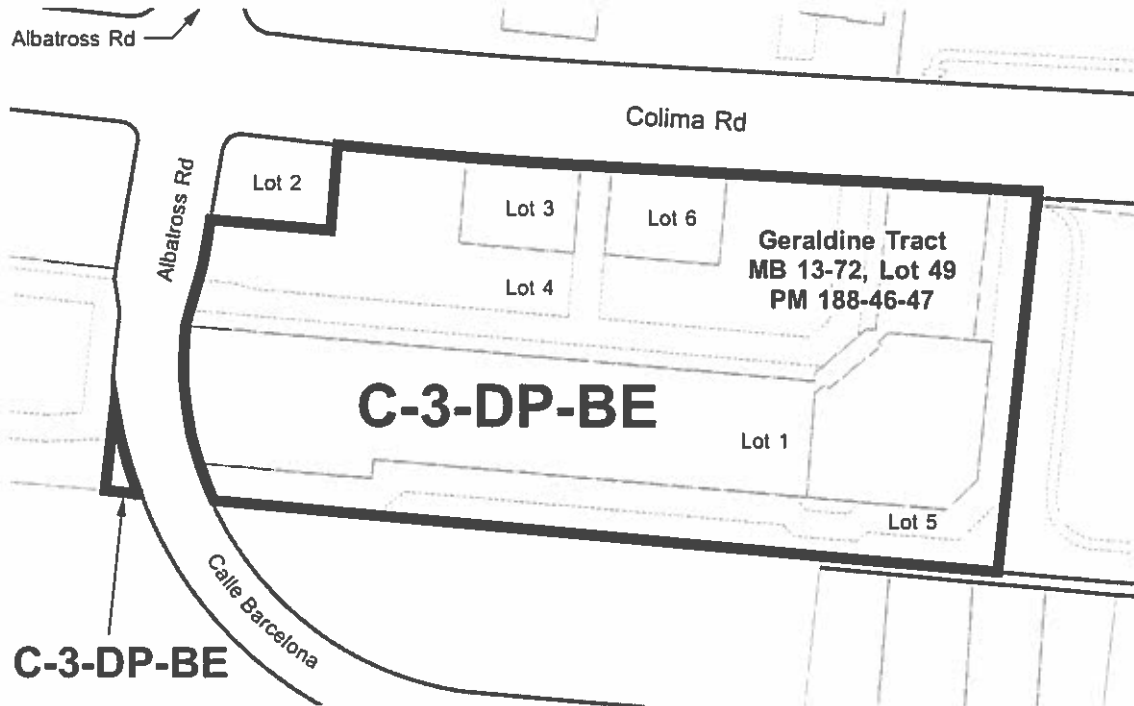 Albatross Rd
Colima Rd
Albatross Rd
Lot 2
Lot 3
Lot 6
Geraldine Tract
MB 13-72, Lot 49
PM 188-46-47
Lot 4
C-3-DP-BE
Lot 1
Lot 5
Calle Barcelona
C-3-DP-BE